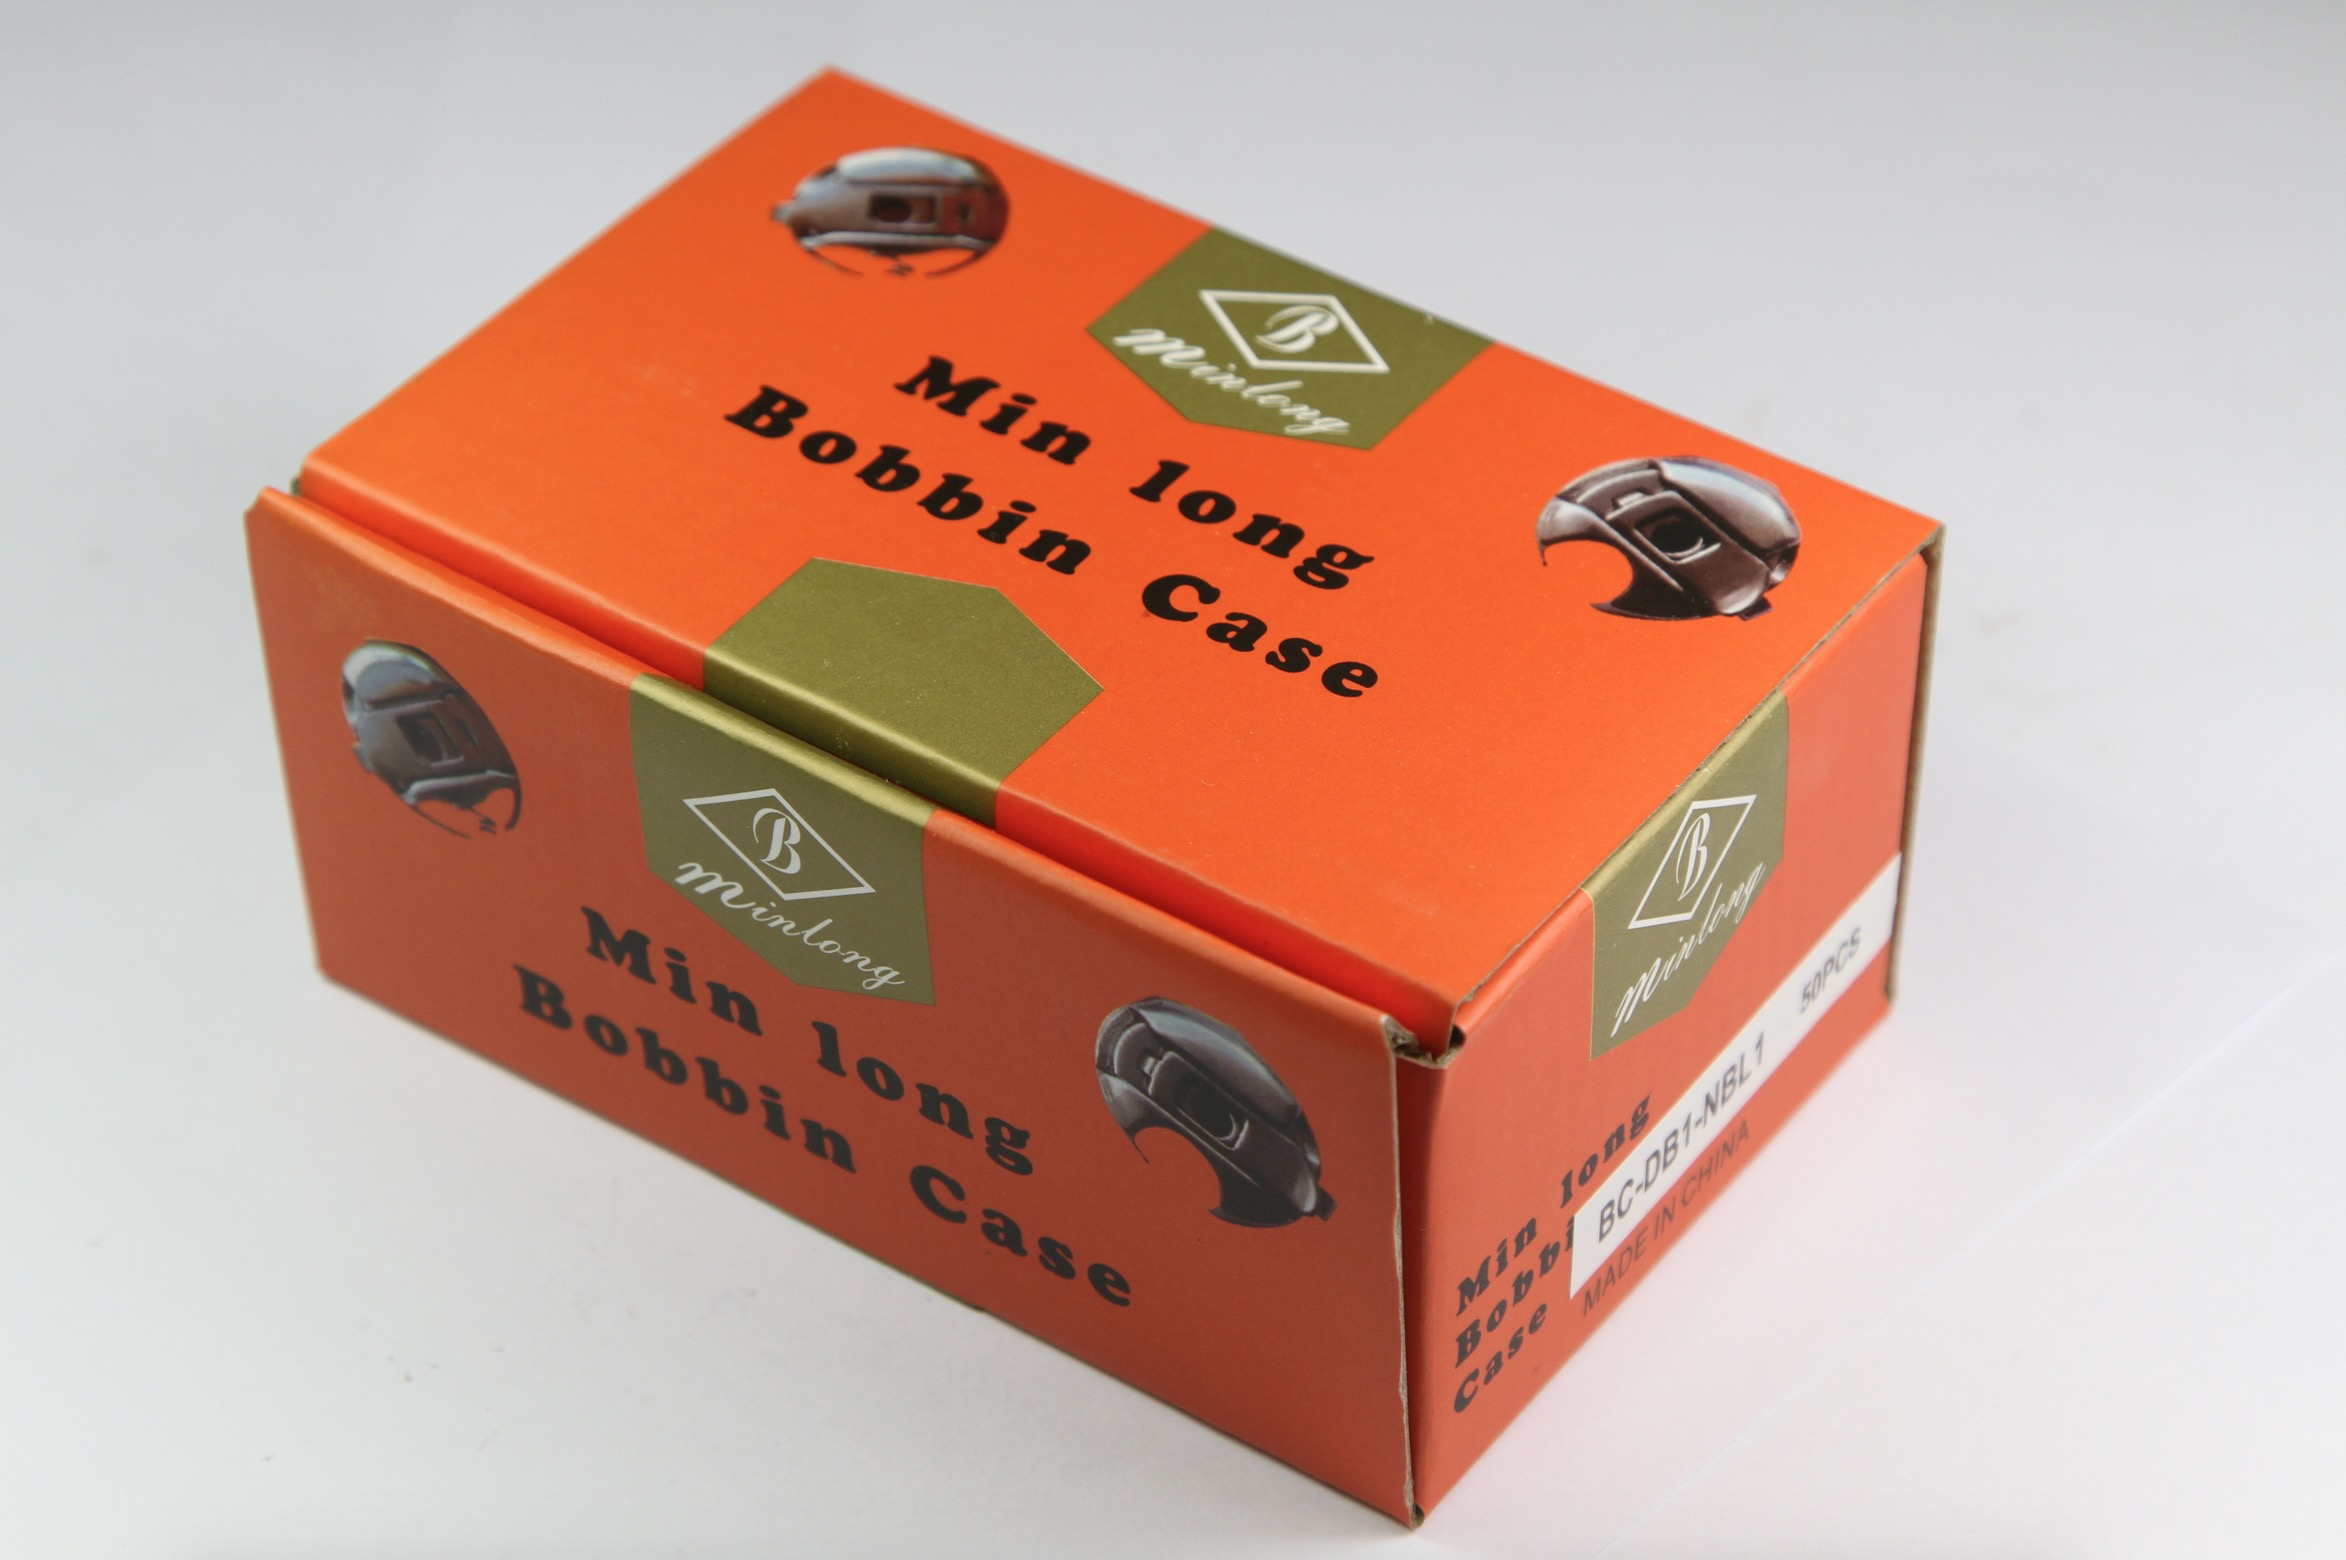 B
Minlong
Min long
Bobbin Case
B
Minlong
Min long
Bobbin Case
B
Minlong
Min long
Bobbi
Case
BC-DB1-NBL1 50PCS
MADE IN CHINA